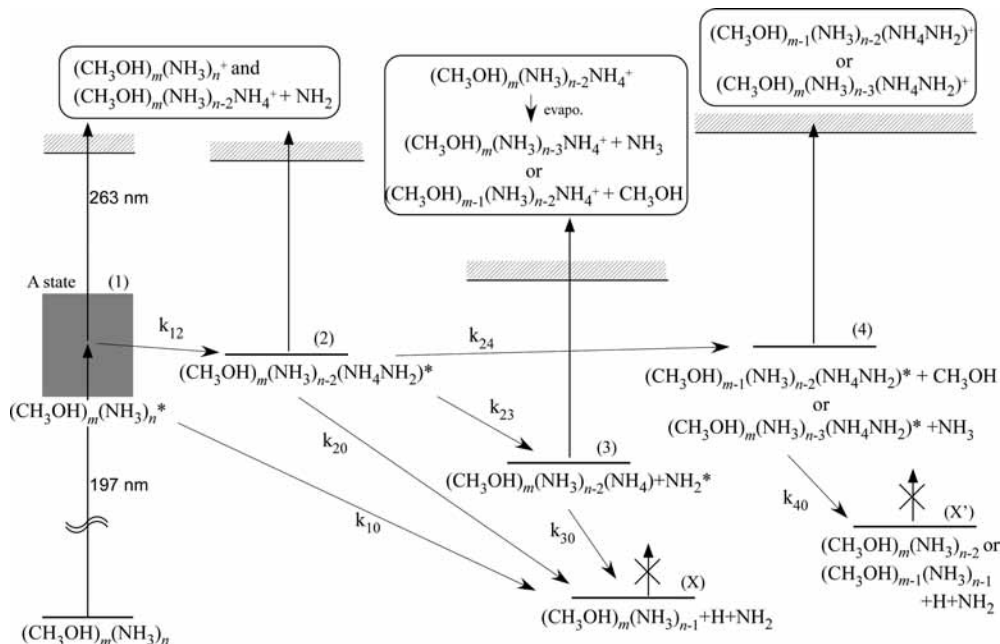 (CH₃OH)ₘ(NH₃)ₙ⁺ and
(CH₃OH)ₘ(NH₃)ₙ₋₂NH₄⁺ + NH₂
(CH₃OH)ₘ(NH₃)ₙ₋₂NH₄⁺
evapo.
(CH₃OH)ₘ(NH₃)ₙ₋₃NH₄⁺ + NH₃
or
(CH₃OH)ₘ₋₁(NH₃)ₙ₋₂NH₄⁺ + CH₃OH
(CH₃OH)ₘ₋₁(NH₃)ₙ₋₂(NH4NH₂)⁺
or
(CH₃OH)ₘ(NH₃)ₙ₋₃(NH4NH₂)⁺
263 nm
A state
(1)
k₁₂
(2)
(CH₃OH)ₘ(NH₃)ₙ₋₂(NH4NH₂)*
k₂₄
(4)
(CH₃OH)ₘ₋₁(NH₃)ₙ₋₂(NH4NH₂)* + CH₃OH
or
(CH₃OH)ₘ(NH₃)ₙ₋₃(NH4NH₂)* +NH₃
(CH₃OH)ₘ(NH₃)ₙ*
k₂₃
k₂₀
(3)
(CH₃OH)ₘ(NH₃)ₙ₋₂(NH₄)+NH₂*
197 nm
k₁₀
k₃₀
k₄₀
(X)
(CH₃OH)ₘ(NH₃)ₙ₋₁+H+NH₂
(X')
(CH₃OH)ₘ(NH₃)ₙ₋₂ or
(CH₃OH)ₘ₋₁(NH₃)ₙ₋₁
+H+NH₂
(CH₃OH)ₘ(NH₃)ₙ